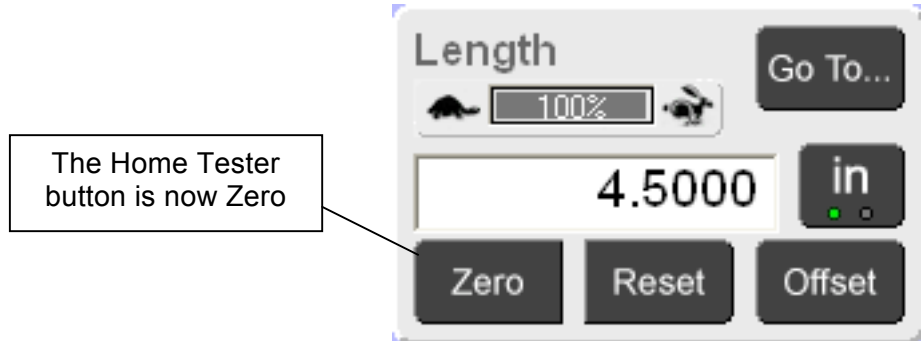 Length
Go To...
100%
The Home Tester
button is now Zero
4.5000
in
Zero
Reset
Offset